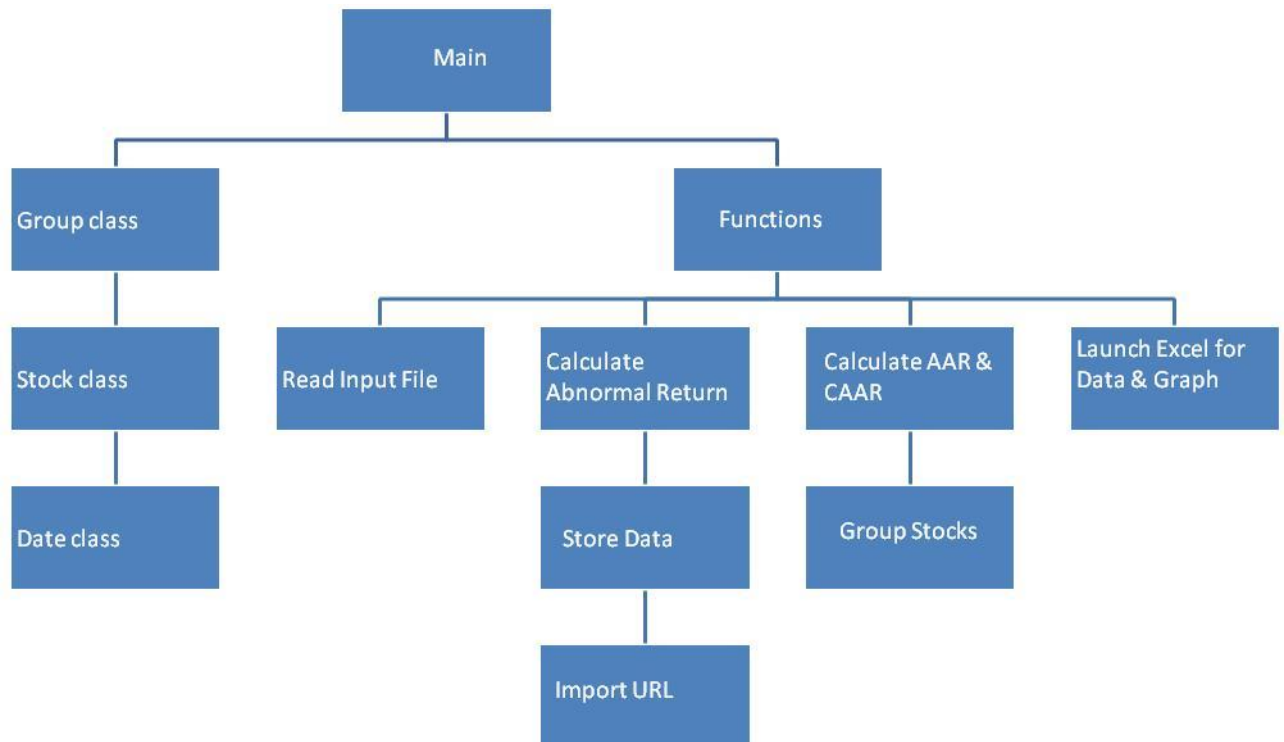 Main
Group class
Functions
Stock class
Read Input File
Calculate
Abnormal Return
Calculate AAR &
CAAR
Launch Excel for
Data & Graph
Date class
Store Data
Group Stocks
Import URL